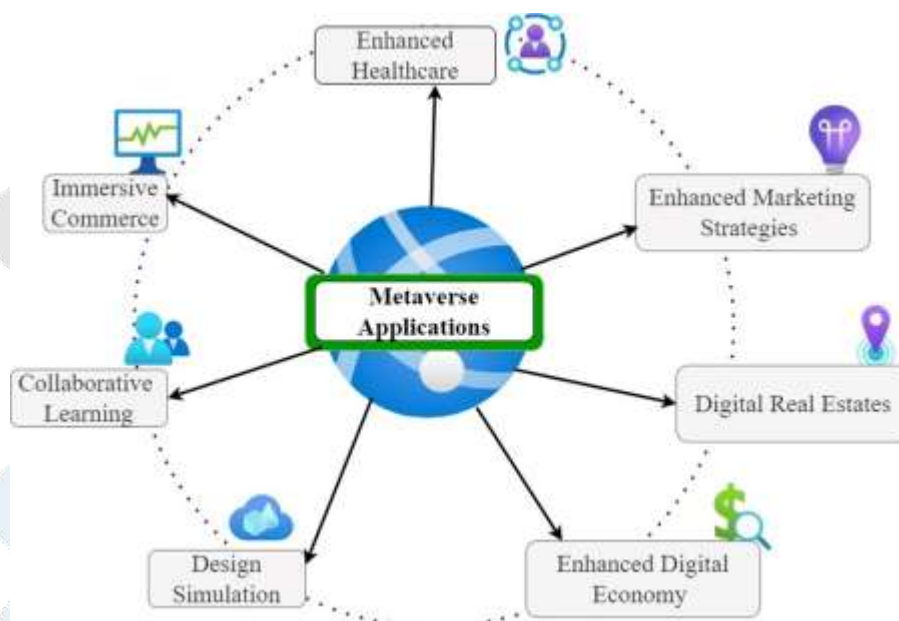 Enhanced
Healthcare
Immersive
Commerce
Enhanced Marketing
Strategies
Metaverse
Applications
Collaborative
Learning
Digital Real Estates
Design
Simulation
Enhanced Digital
Economy